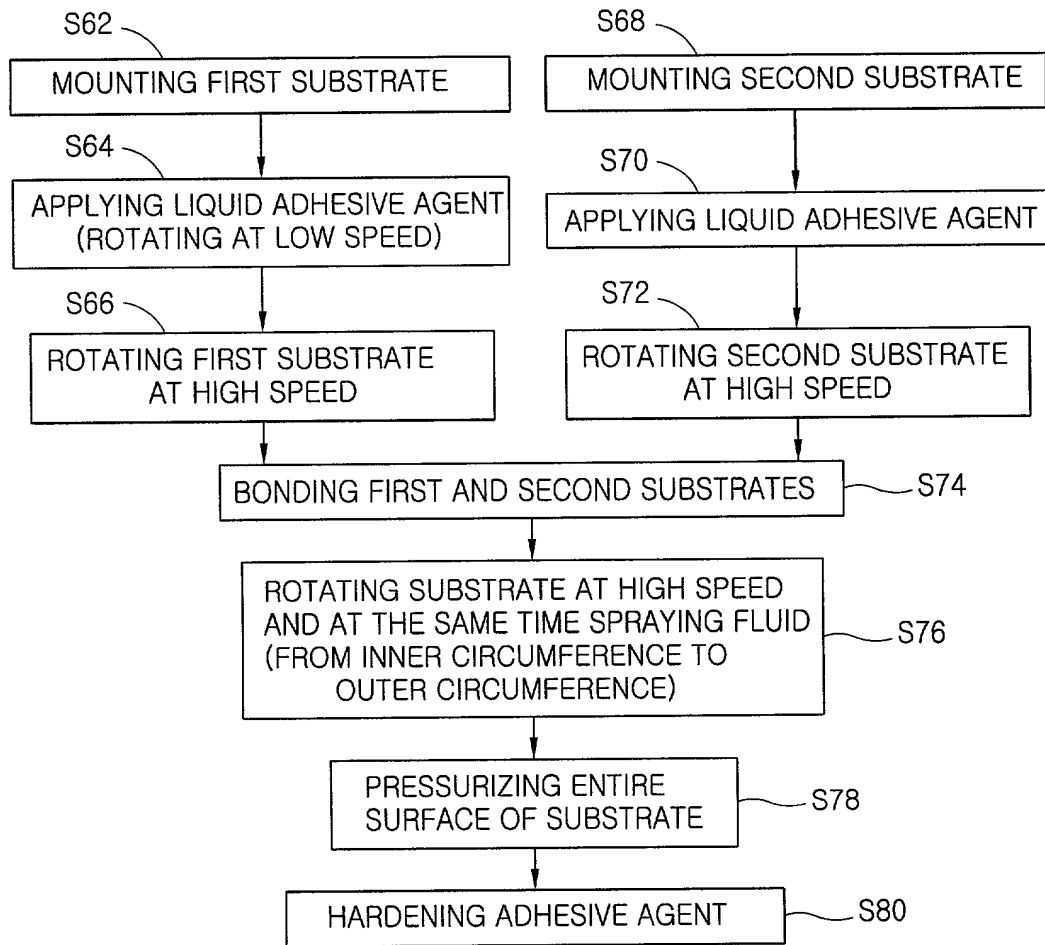 S62
MOUNTING FIRST SUBSTRATE
S64
APPLYING LIQUID ADHESIVE AGENT
(ROTATING AT LOW SPEED)
S66
ROTATING FIRST SUBSTRATE
AT HIGH SPEED
S68
MOUNTING SECOND SUBSTRATE
S70
APPLYING LIQUID ADHESIVE AGENT
S72
ROTATING SECOND SUBSTRATE
AT HIGH SPEED
BONDING FIRST AND SECOND SUBSTRATES
S74
ROTATING SUBSTRATE AT HIGH SPEED
AND AT THE SAME TIME SPRAYING FLUID
(FROM INNER CIRCUMFERENCE TO
OUTER CIRCUMFERENCE)
S76
PRESSURIZING ENTIRE
SURFACE OF SUBSTRATE
S78
HARDENING ADHESIVE AGENT
S80